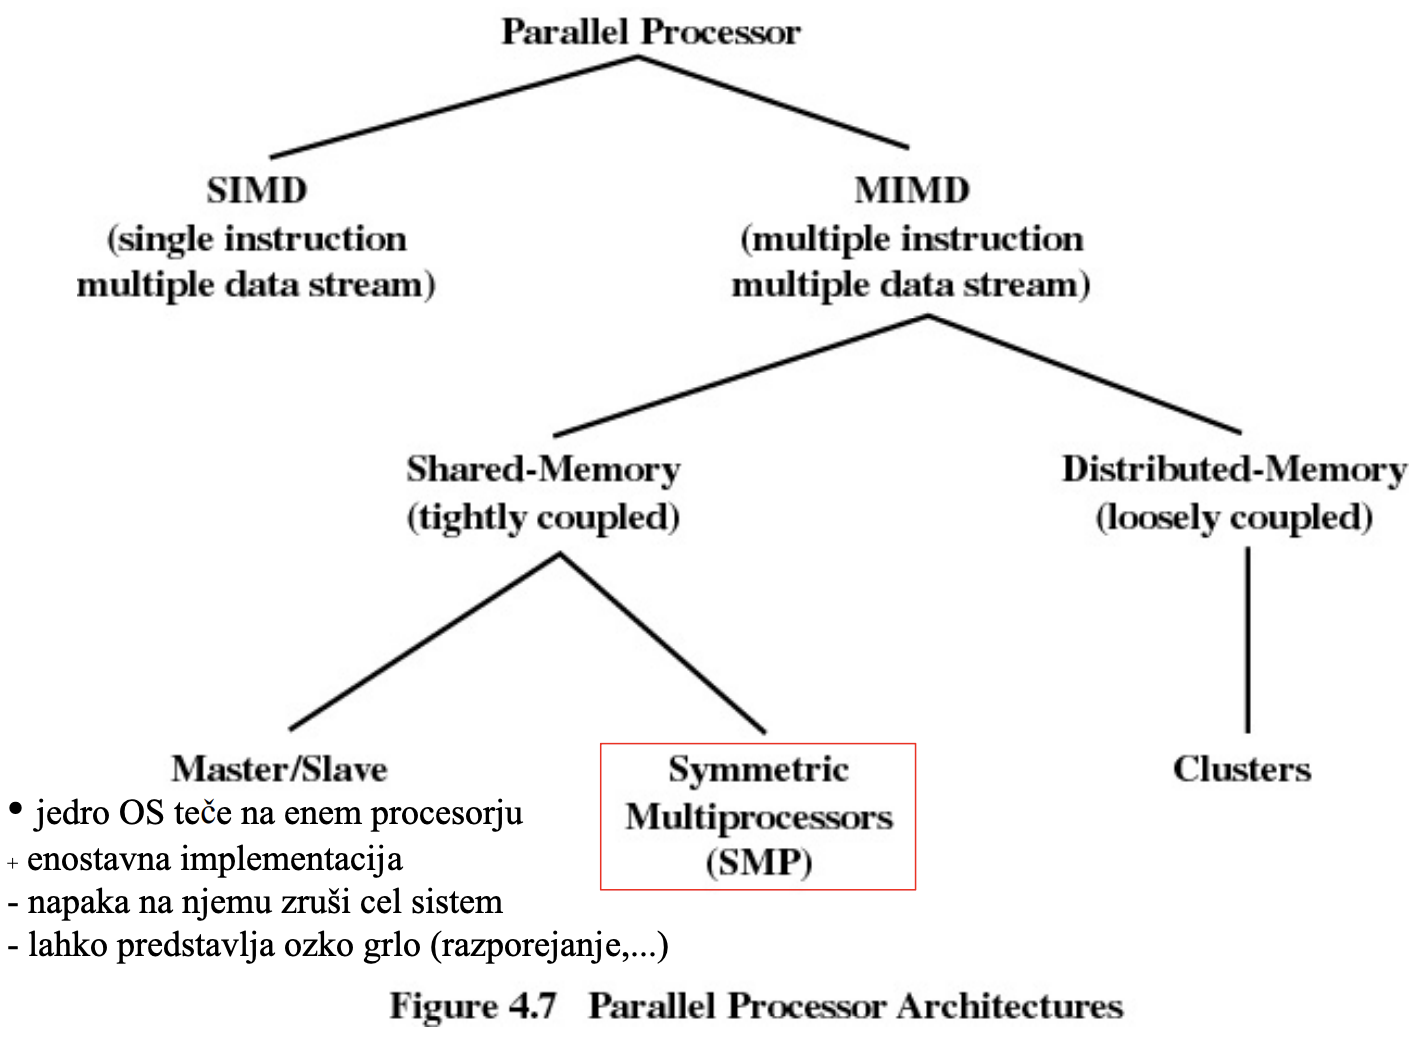 Parallel Processor
SIMD
(single instruction
multiple data stream)
MIMD
(multiple instruction
multiple data stream)
Shared-Memory
(tightly coupled)
Distributed-Memory
(loosely coupled)
Master/Slave
• jedro OS teče na enem procesorju
+ enostavna implementacija
- napaka na njemu zruši cel sistem
- lahko predstavlja ozko grlo (razporejanje,...)
Symmetric
Multiprocessors
(SMP)
Clusters
Figure 4.7 Parallel Processor Architectures